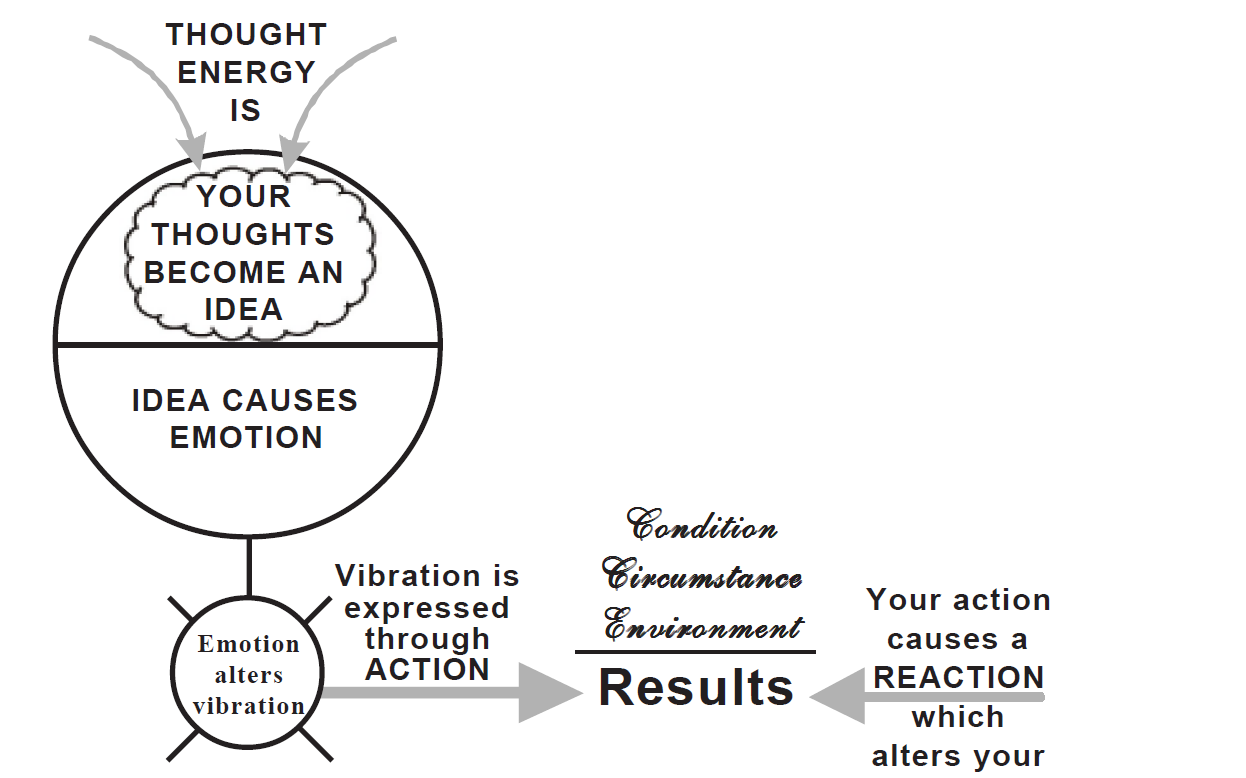 THOUGHT
ENERGY
IS
YOUR
THOUGHTS
BECOME AN
IDEA
IDEA CAUSES
EMOTION
Emotion
alters
vibration
Vibration is
expressed
through
ACTION
Condition
Circumstance
Environment
Results
Your action
causes a
REACTION
which
alters your